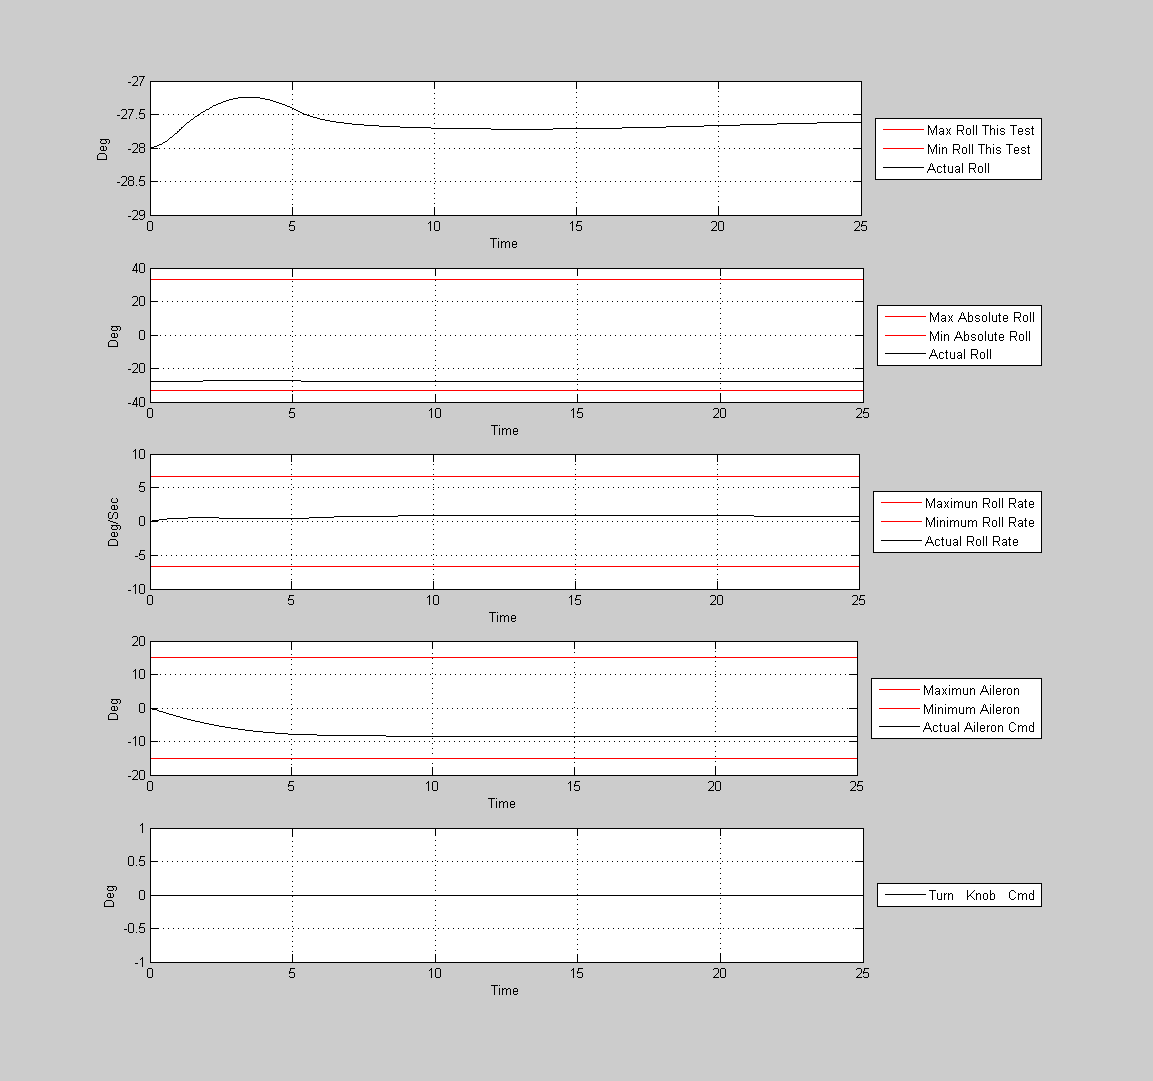 -27
-27.5
-28
-28.5
-29
Deg
0 5 10 15 20 25
Time
Max Roll This Test
Min Roll This Test
Actual Roll
40
20
0
-20
-40
Deg
0 5 10 15 20 25
Time
Max Absolute Roll
Min Absolute Roll
Actual Roll
10
5
0
-5
-10
Deg/Sec
0 5 10 15 20 25
Time
Maximun Roll Rate
Minimum Roll Rate
Actual Roll Rate
20
10
0
-10
-20
Deg
0 5 10 15 20 25
Time
Maximun Aileron
Minimum Aileron
Actual Aileron Cmd
1
0.5
0
-0.5
-1
Deg
0 5 10 15 20 25
Time
Turn Knob Cmd